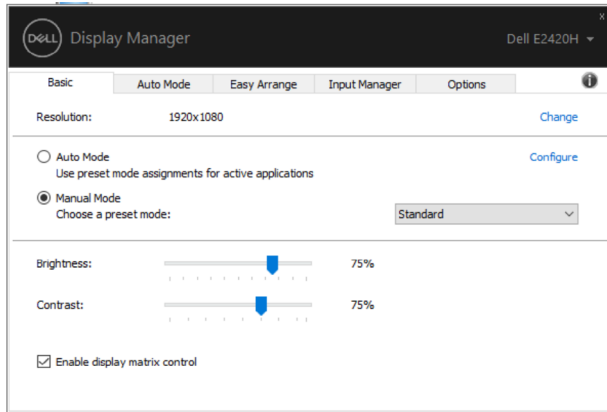 DELL Display Manager
x
Dell E2420H
Basic
Auto Mode
Easy Arrange
Input Manager
Options
i
Resolution:
1920x1080
Change
Auto Mode
Configure
Use preset mode assignments for active applications
Manual Mode
Choose a preset mode:
Standard
Brightness:
75%
Contrast:
75%
Enable display matrix control